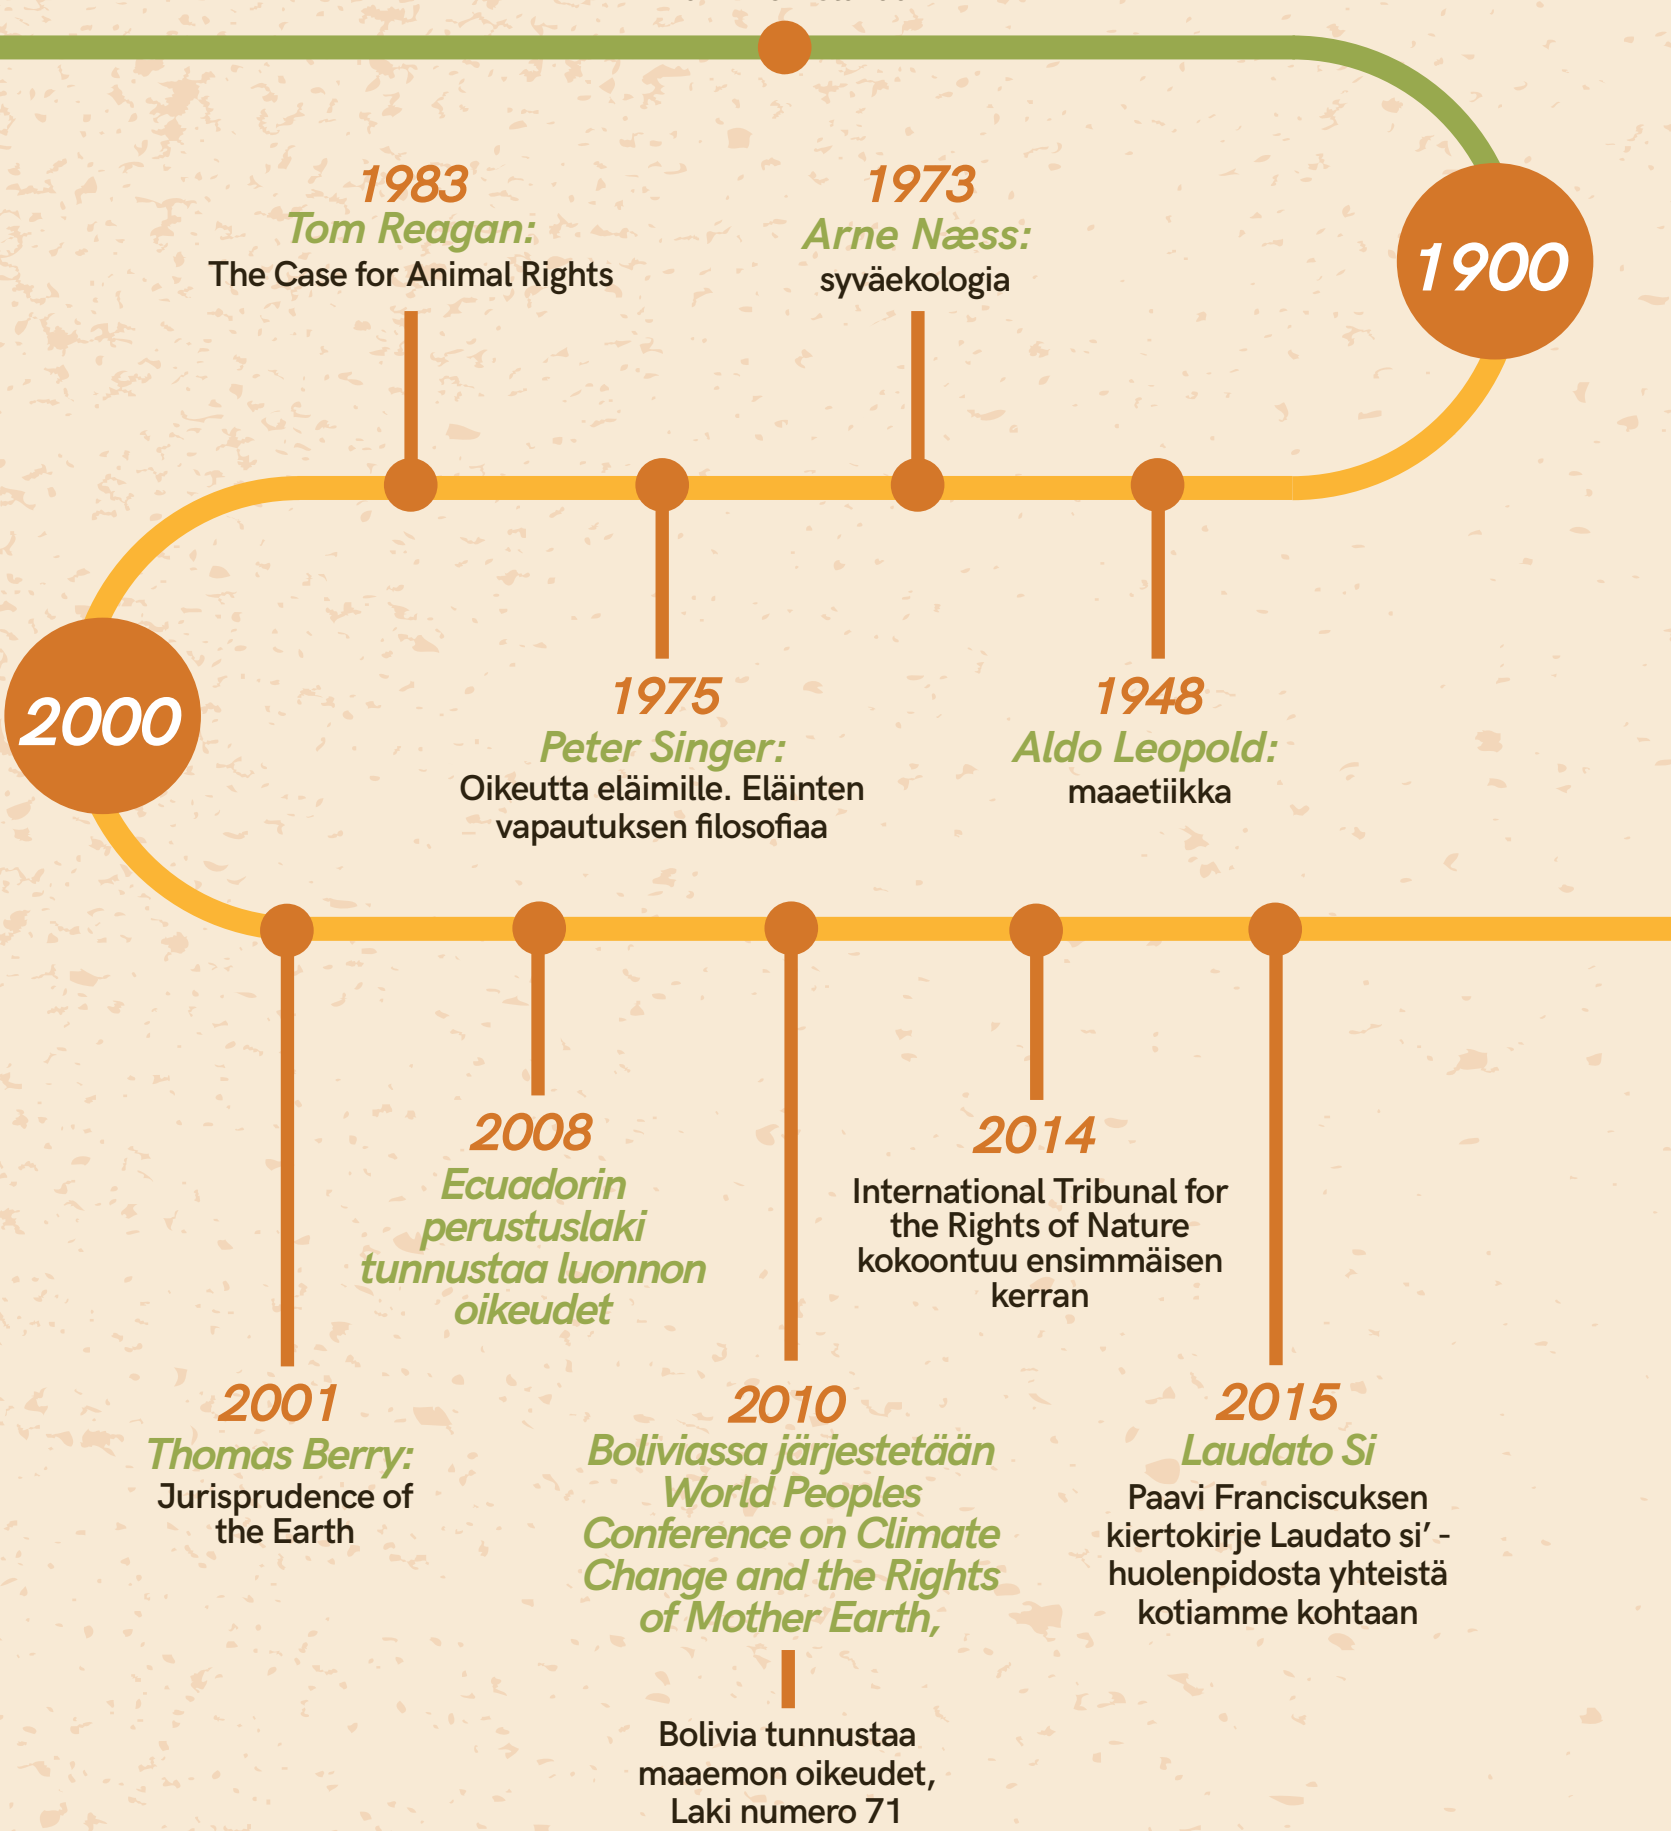 1983
Tom Reagan:
The Case for Animal Rights
1973
Arne Næss:
syväekologia
1900
2000
1975
Peter Singer:
Oikeutta eläimille. Eläinten
vapautuksen filosofiaa
1948
Aldo Leopold:
maaetiikka
2008
Ecuadorin
perustuslaki
tunnustaa luonnon
oikeudet
2014
International Tribunal for
the Rights of Nature
kokoontuu ensimmäisen
kerran
2001
Thomas Berry:
Jurisprudence of
the Earth
2010
Boliviassa järjestetään
World Peoples
Conference on Climate
Change and the Rights
of Mother Earth,
Bolivia tunnustaa
maaemon oikeudet,
Laki numero 71
2015
Laudato Si
Paavi Franciscuksen
kiertokirje Laudato si’ -
huolenpidosta yhteistä
kotiamme kohtaan